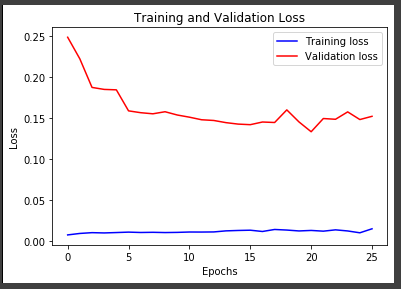 Training and Validation Loss
Training loss
Validation loss
0.25
0.20
0.15
0.10
0.05
0.00
Loss
0 5 10 15 20 25
Epochs